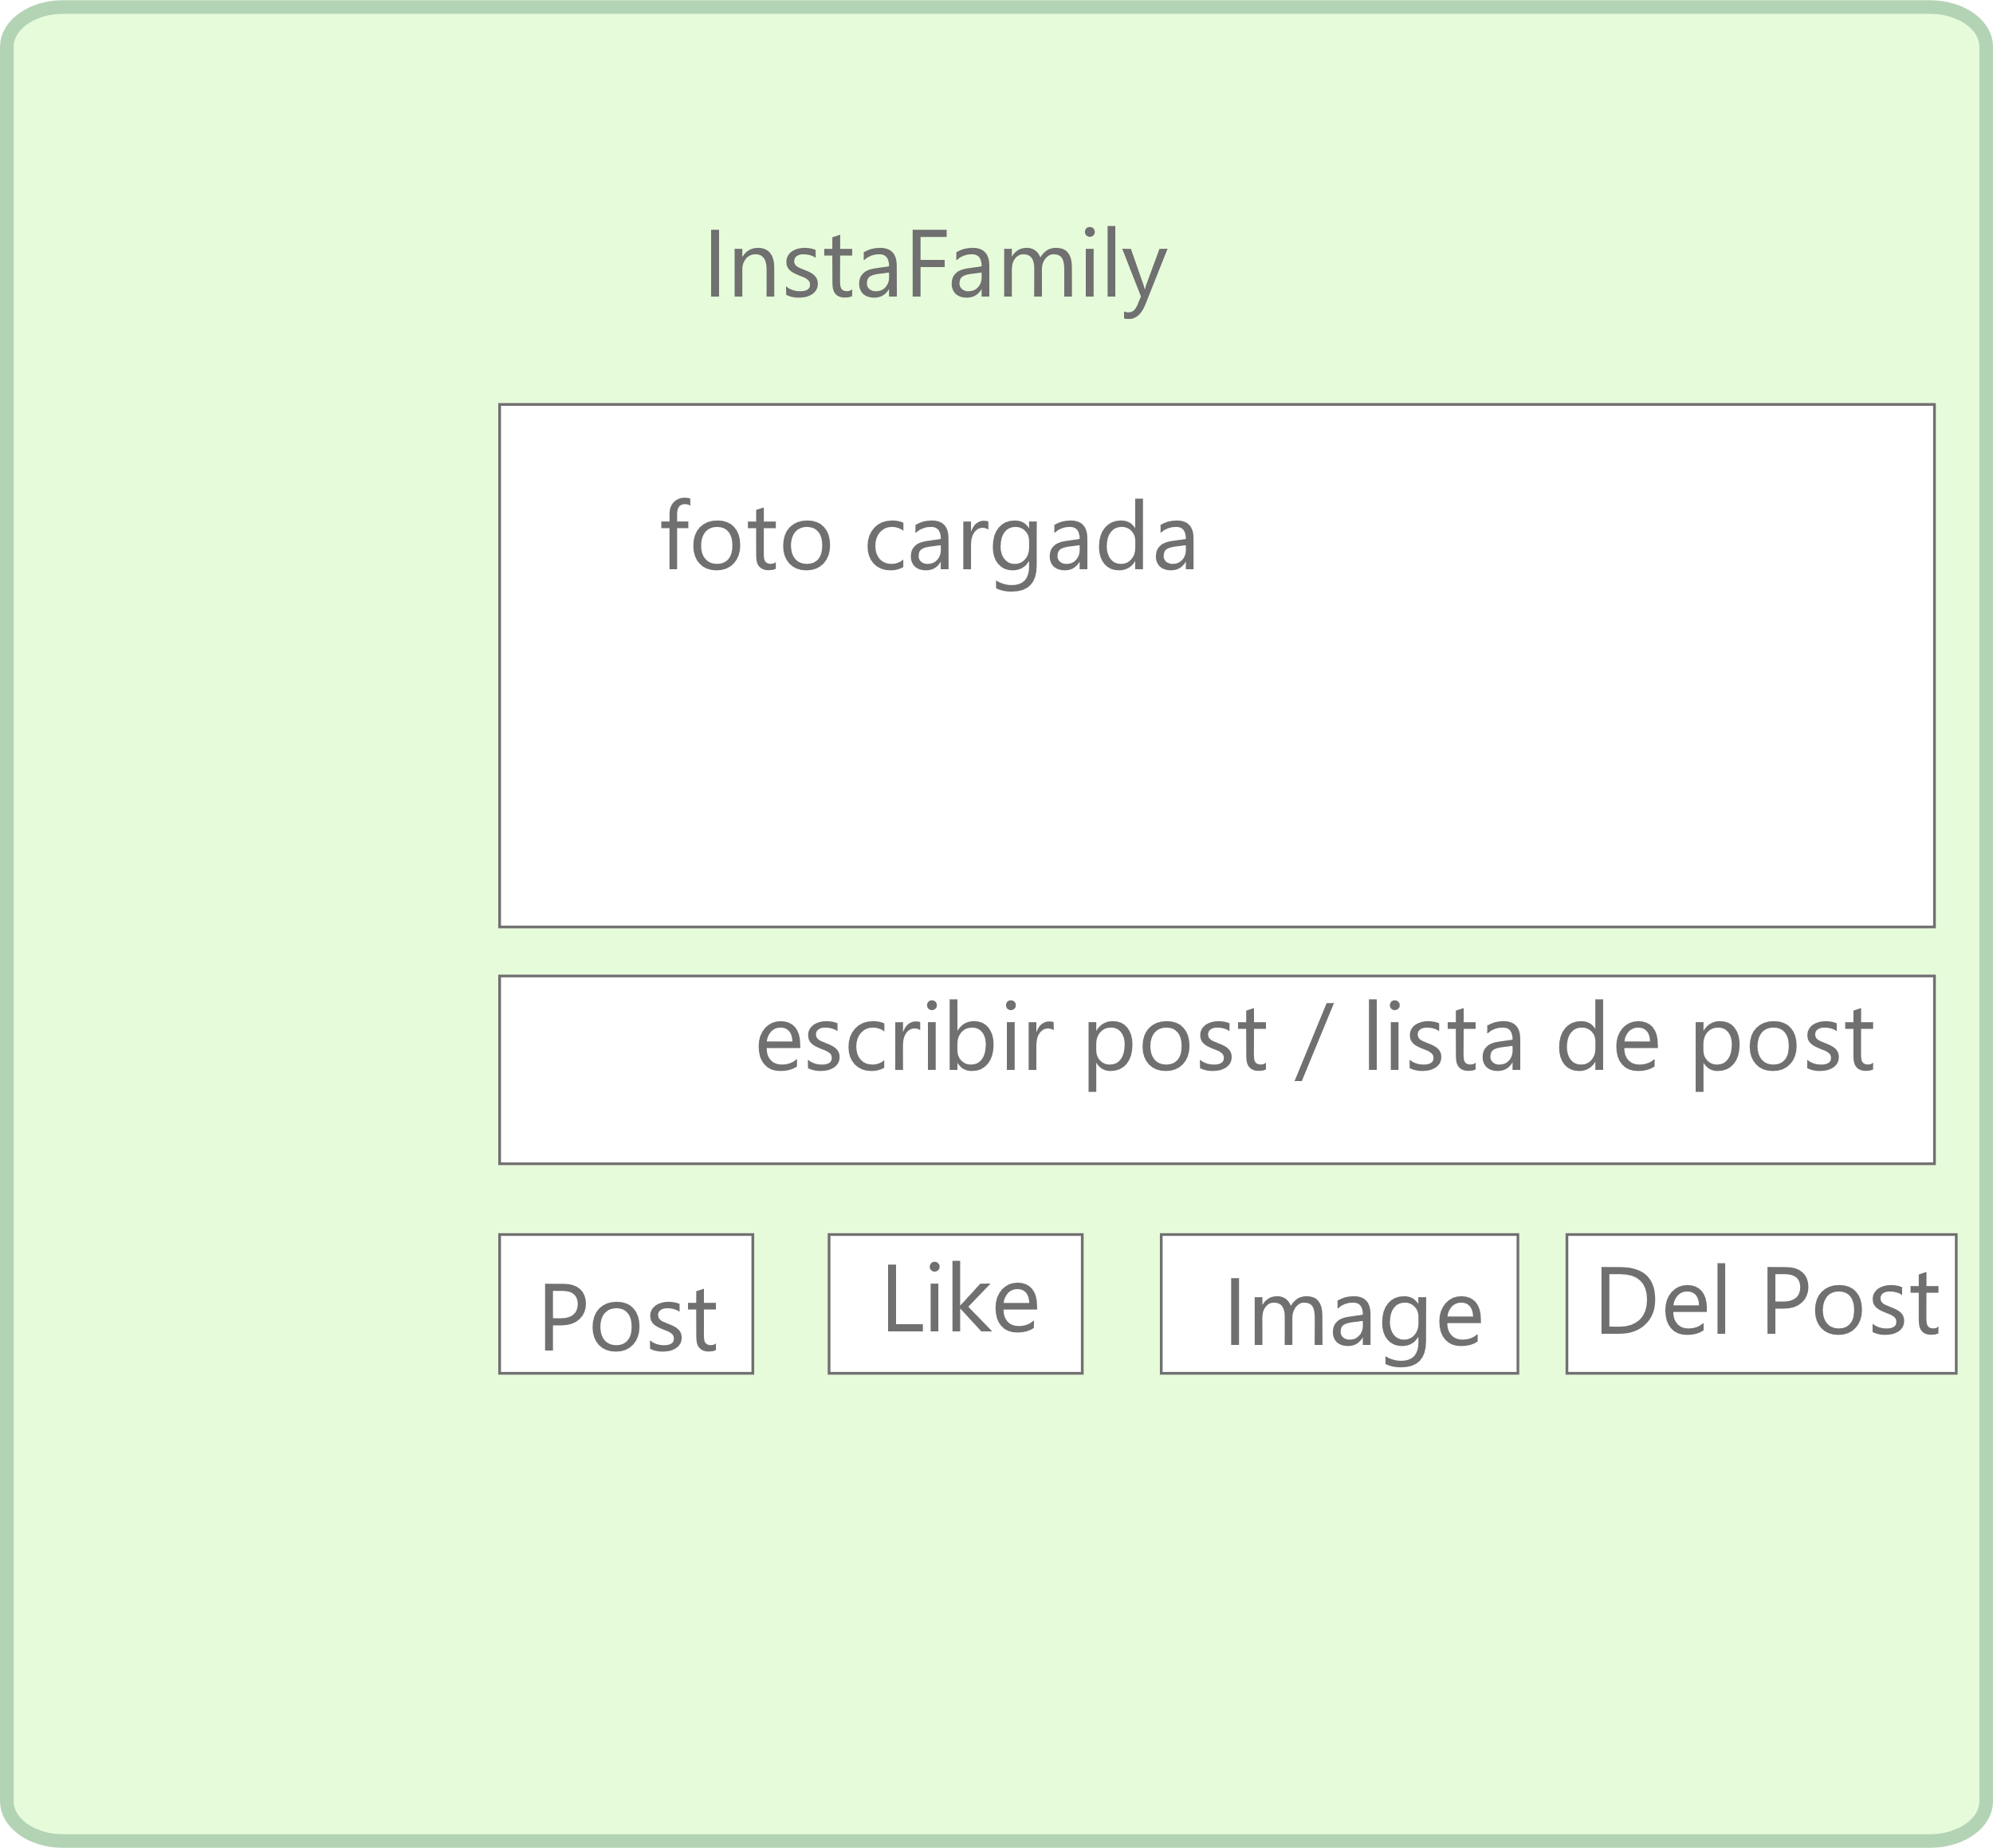 InstaFamily
foto cargada
escribir post / lista de post
Post
Like
Image
Del Post